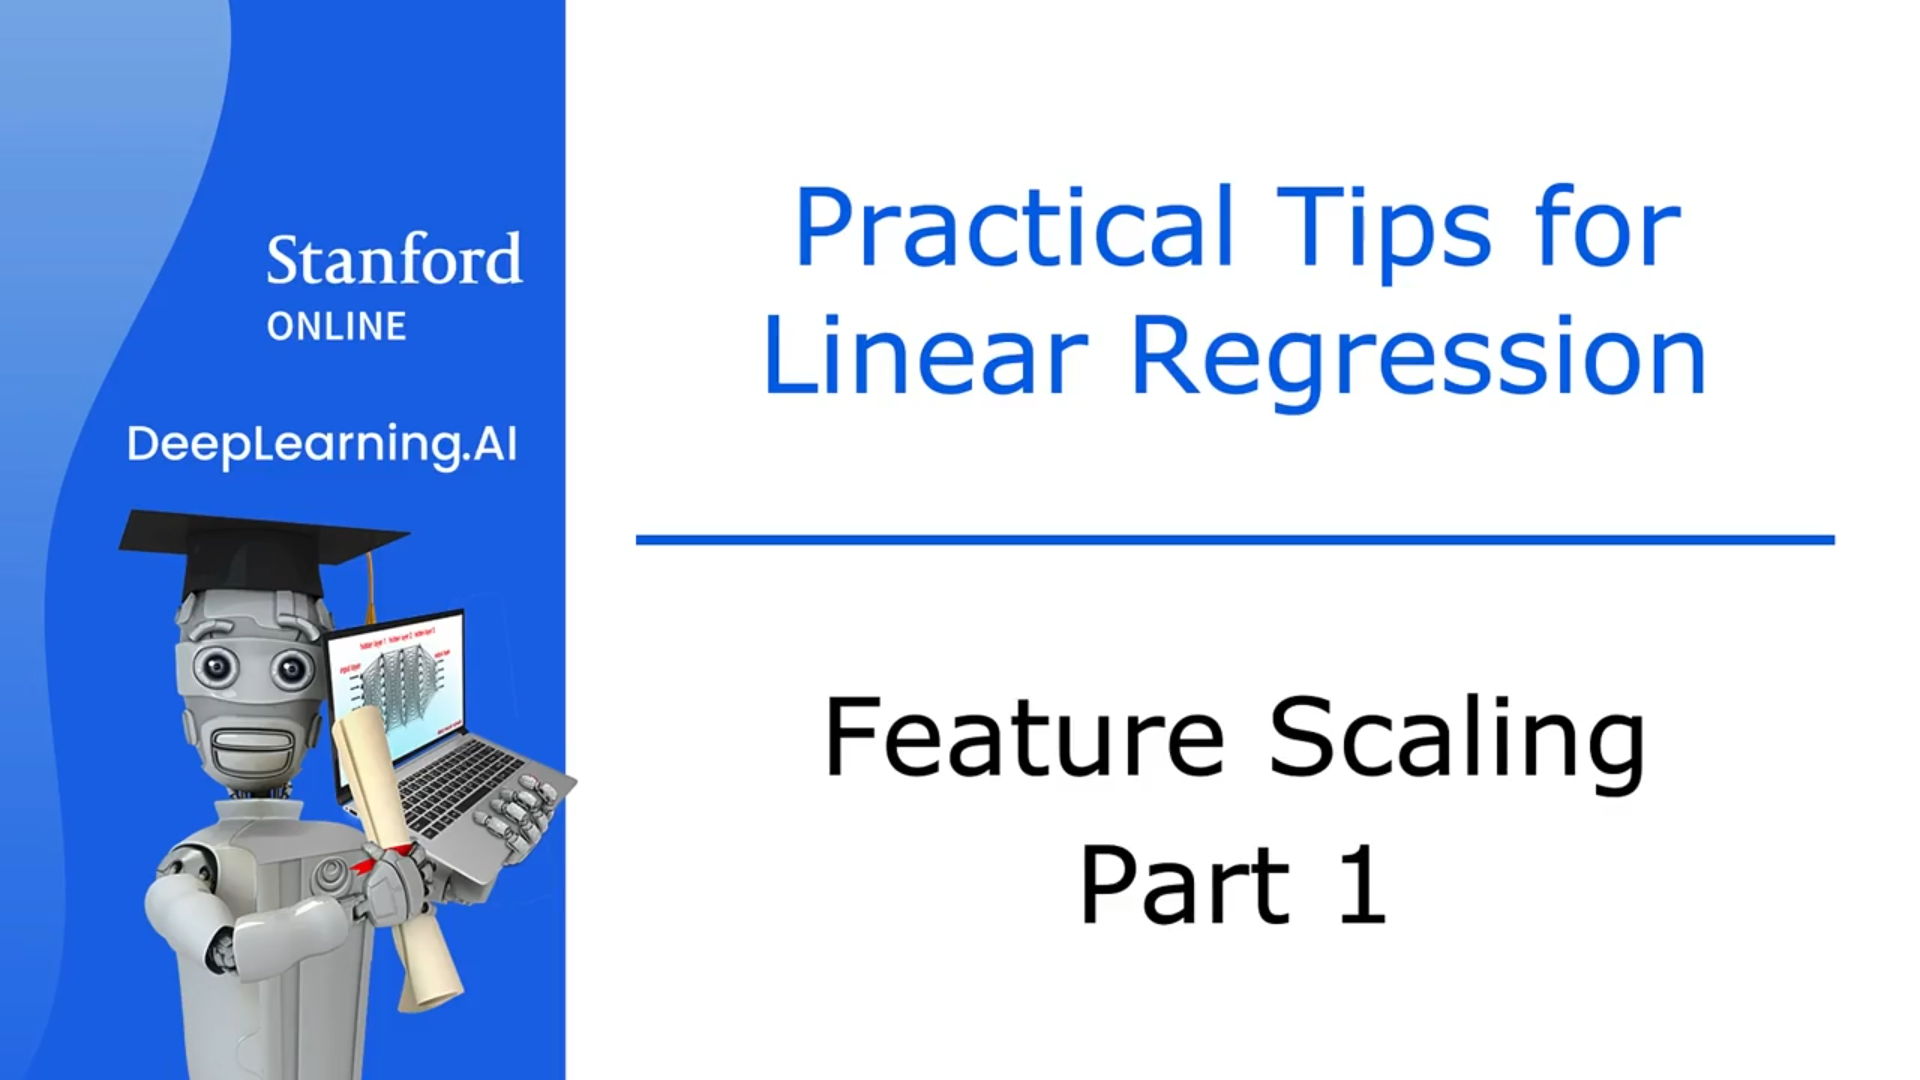 Stanford
ONLINE
DeepLearning.AI
Practical Tips for
Linear Regression
Feature Scaling
Part 1